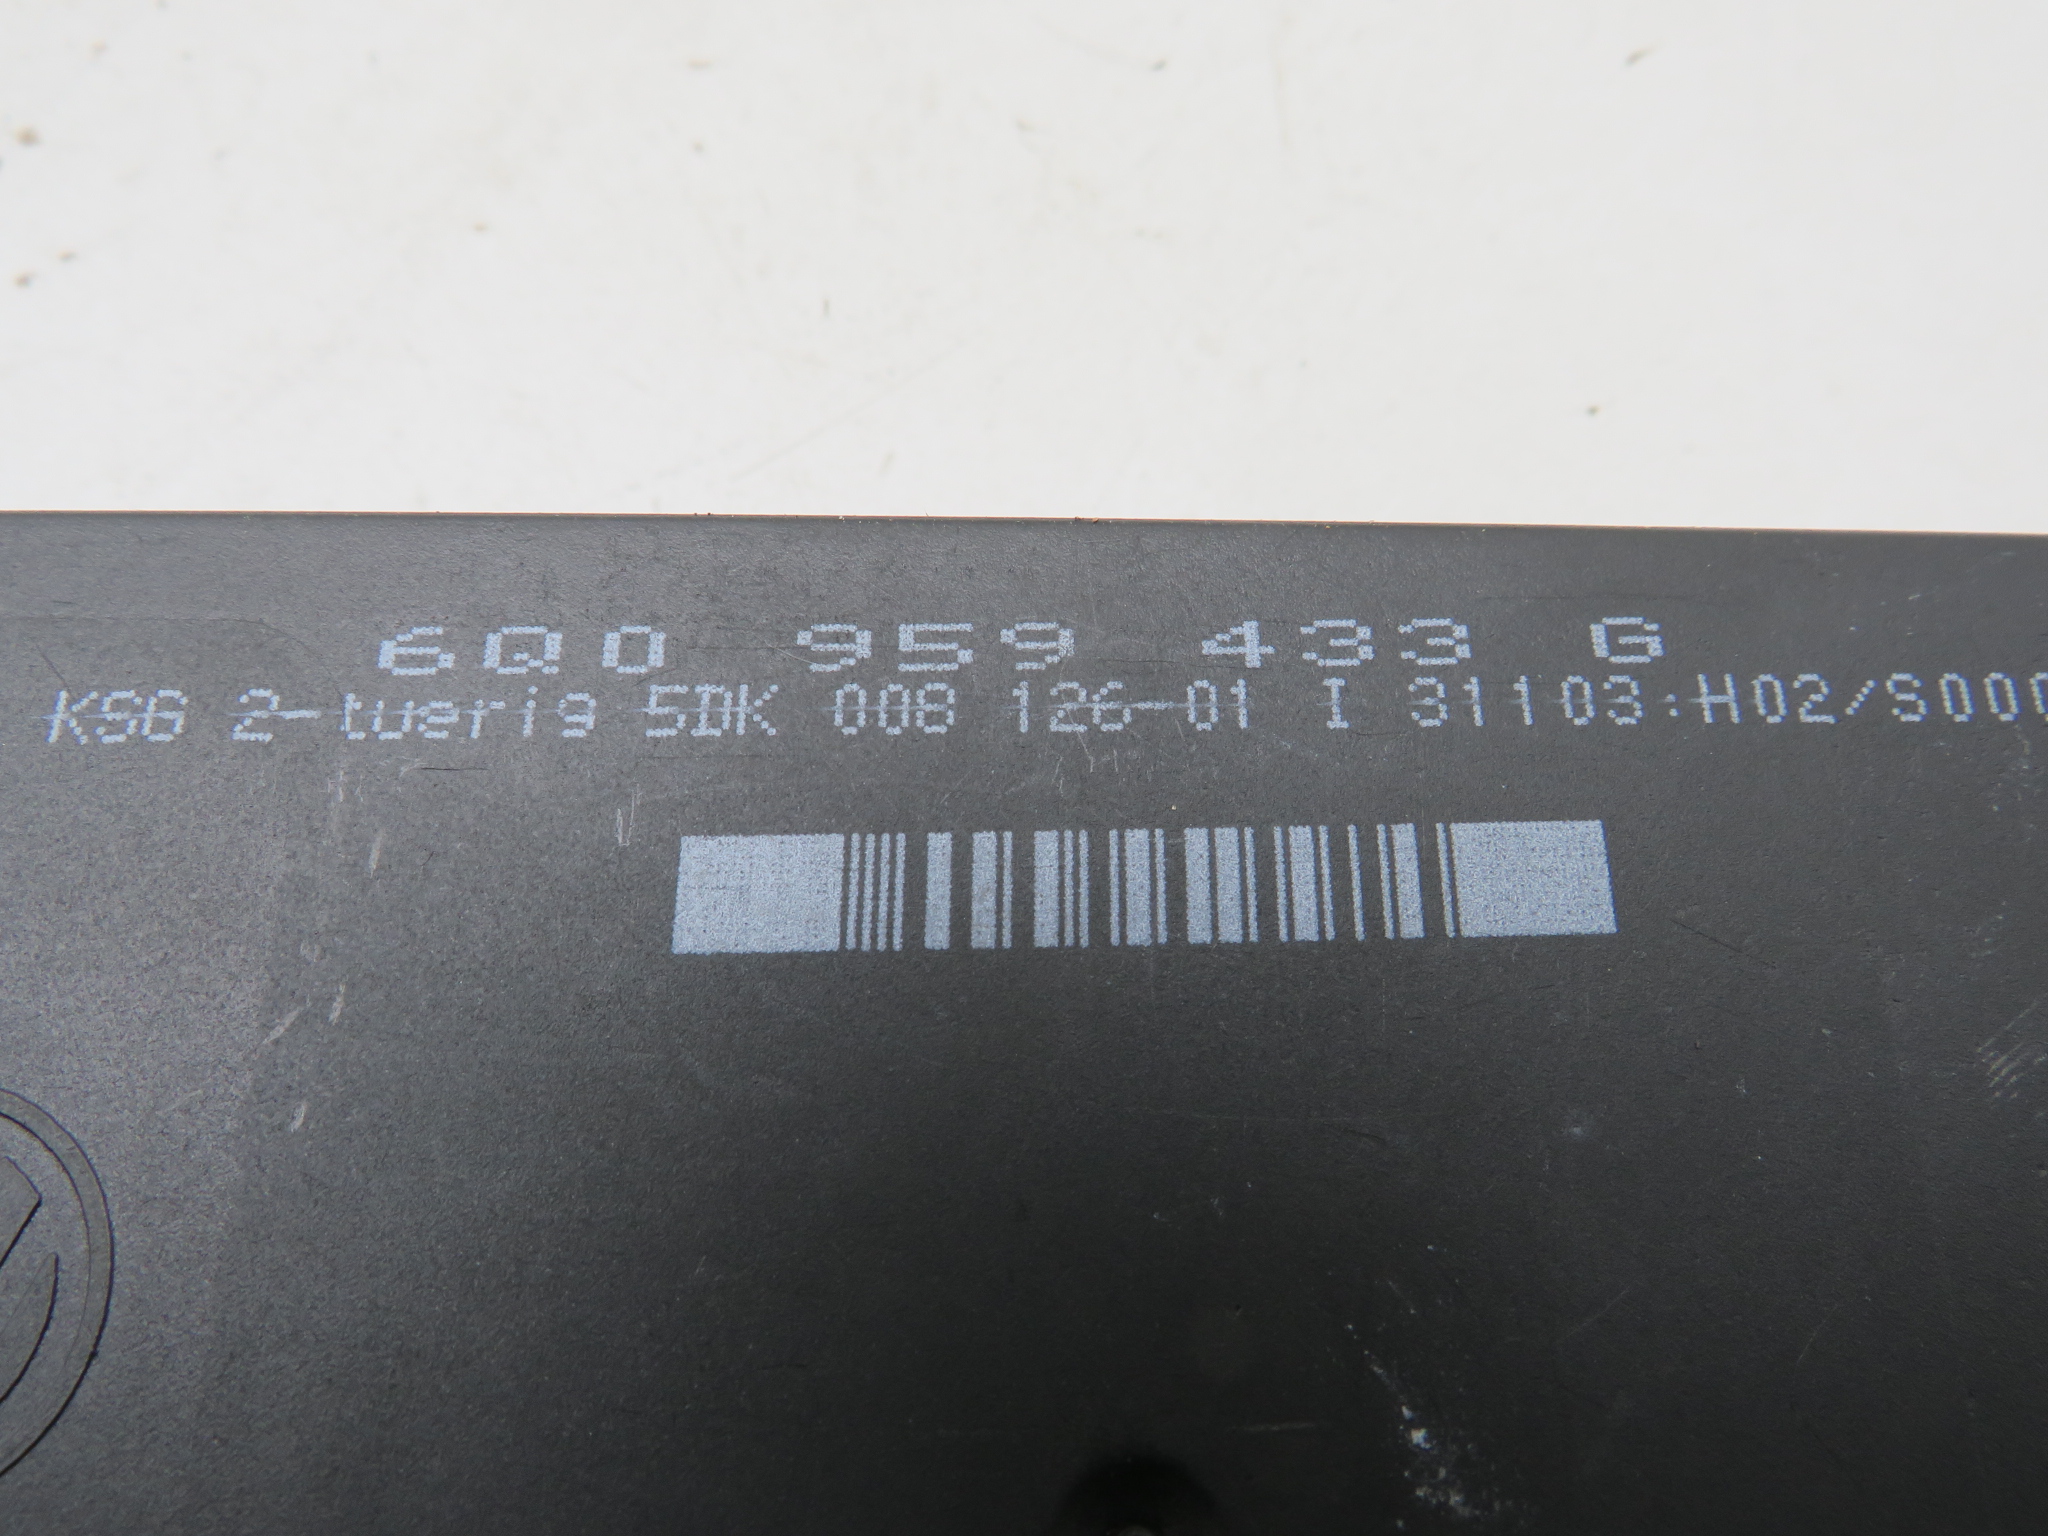 6Q0 959 433 G
KSG 2-tuerig 5DK 008 126-01 I 31103:H02/S000